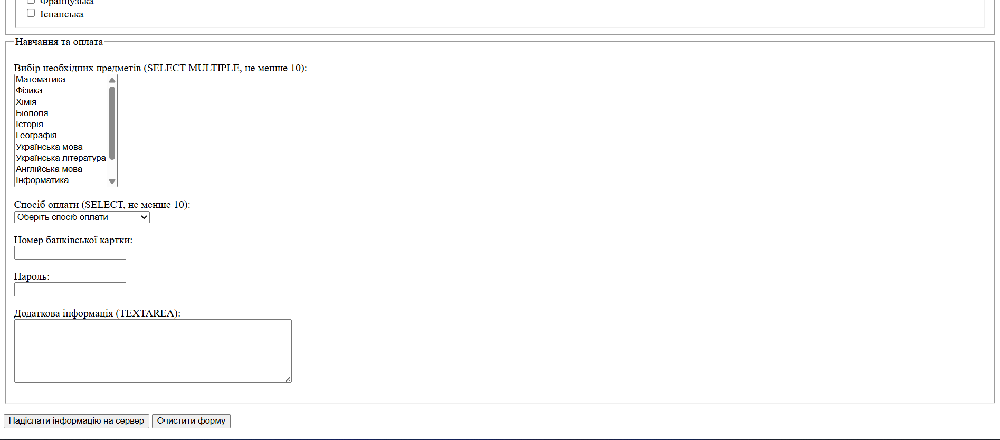 Французька
Іспанська
Навчання та оплата
Вибір необхідних предметів (SELECT MULTIPLE, не менше 10):
Математика
Фізика
Хімія
Біологія
Історія
Географія
Українська мова
Українська література
Англійська мова
Інформатика
Спосіб оплати (SELECT, не менше 10):
Оберіть спосіб оплати
Номер банківської картки:
Пароль:
Додаткова інформація (TEXTAREA):
Надіслати інформацію на сервер Очистити форму